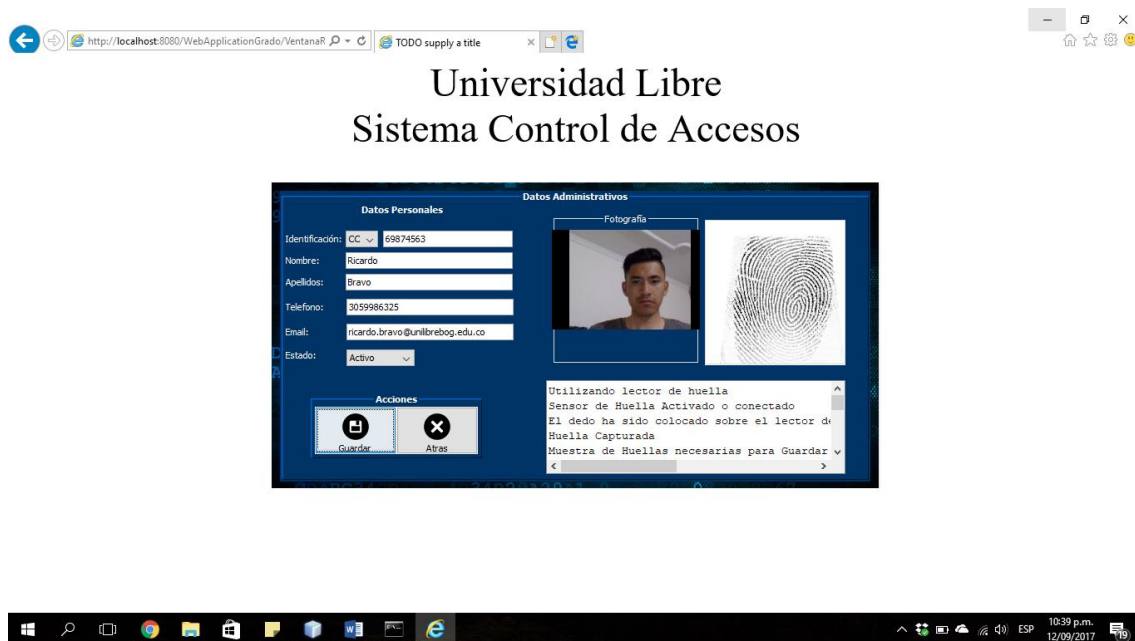 http://localhost:8080/WebApplicationGrado/VentanaR
TODO supply a title
Universidad Libre
Sistema Control de Accesos
Datos Administrativos
Datos Personales
Identificación: CC 69874563
Nombre: Ricardo
Apellidos: Bravo
Telefono: 3059986325
Email: ricardo.bravo@unilibrebog.edu.co
Estado: Activo
Acciones
Guardar Atras
Fotografía
Utilizando lector de huella
Sensor de Huella Activado o conectado
El dedo ha sido colocado sobre el lector de
Huella Capturada
Muestra de Huellas necesarias para Guardar
ESP
10:39 p.m.
12/09/2017
19